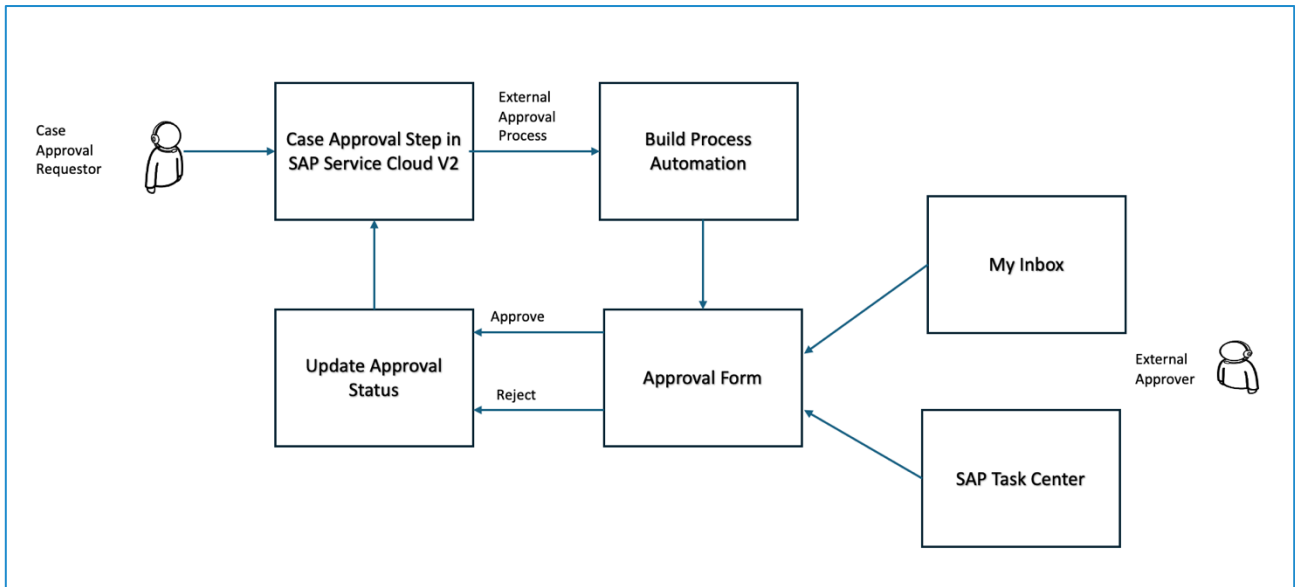 Case
Approval
Requestor
Case Approval Step in
SAP Service Cloud V2
External
Approval
Process
Build Process
Automation
My Inbox
External
Approver
Approve
Update Approval
Status
Approval Form
Reject
SAP Task Center